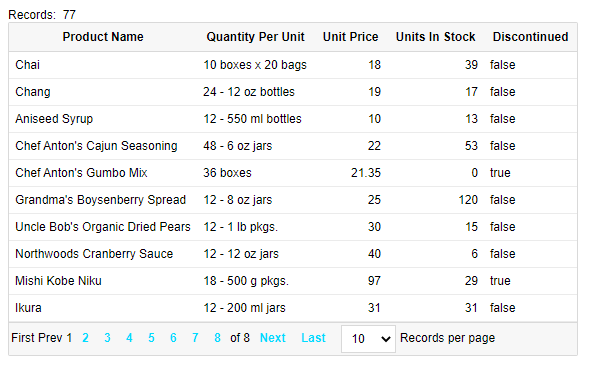 Records: 77
Product Name Quantity Per Unit Unit Price Units In Stock Discontinued
Chai 10 boxes x 20 bags 18 39 false
Chang 24 - 12 oz bottles 19 17 false
Aniseed Syrup 12 - 550 ml bottles 10 13 false
Chef Anton's Cajun Seasoning 48 - 6 oz jars 22 53 false
Chef Anton's Gumbo Mix 36 boxes 21.35 0 true
Grandma's Boysenberry Spread 12 - 8 oz jars 25 120 false
Uncle Bob's Organic Dried Pears 12 - 1 lb pkgs. 30 15 false
Northwoods Cranberry Sauce 12 - 12 oz jars 40 6 false
Mishi Kobe Niku 18 - 500 g pkgs. 97 29 true
Ikura 12 - 200 ml jars 31 31 false
First Prev 1 2 3 4 5 6 7 8 of 8 Next Last 10 Records per page